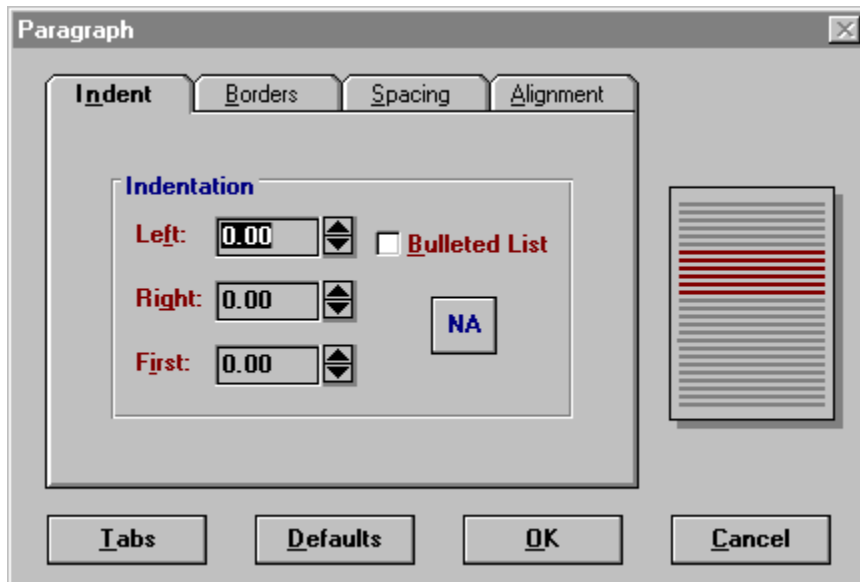 Paragraph
Indent Borders Spacing Alignment
Indentation
Left: 0.00 Bulleted List
Right: 0.00 NA
First: 0.00
Tabs Defaults OK Cancel